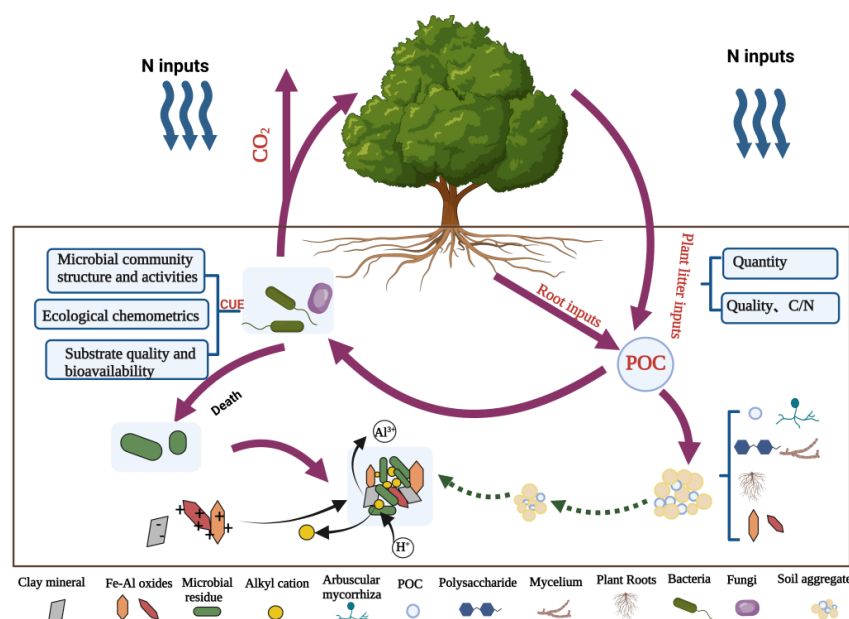 N inputs
N inputs
CO₂
Microbial community
structure and activities
Ecological chemometrics
Substrate quality and
bioavailability
CUE
Root inputs
Plant litter inputs
Quantity
Quality、C/N
POC
Death
Al³⁺
H⁺
Clay mineral
Fe-Al oxides
Microbial
residue
Alkyl cation
Arbuscular
mycorrhiza
POC
Polysaccharide
Mycelium
Plant Roots
Bacteria
Fungi
Soil aggregate